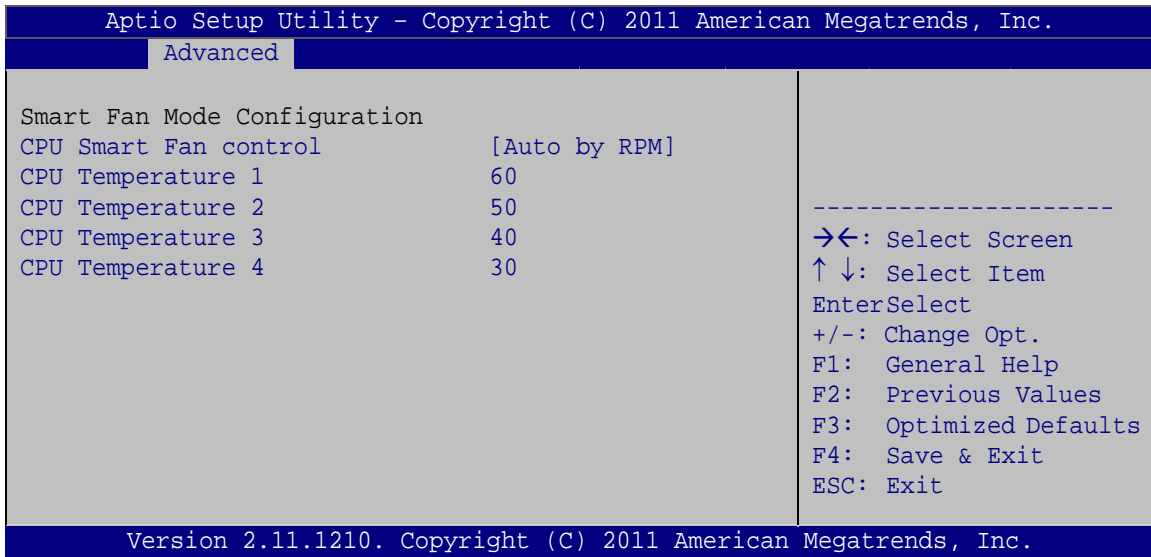 Aptio Setup Utility – Copyright (C) 2011 American Megatrends, Inc.
Advanced
Smart Fan Mode Configuration
CPU Smart Fan control [Auto by RPM]
CPU Temperature 1 60
CPU Temperature 2 50
CPU Temperature 3 40
CPU Temperature 4 30
---------------------
→←: Select Screen
↑ ↓: Select Item
EnterSelect
+/-: Change Opt.
F1: General Help
F2: Previous Values
F3: Optimized Defaults
F4: Save & Exit
ESC: Exit
Version 2.11.1210. Copyright (C) 2011 American Megatrends, Inc.